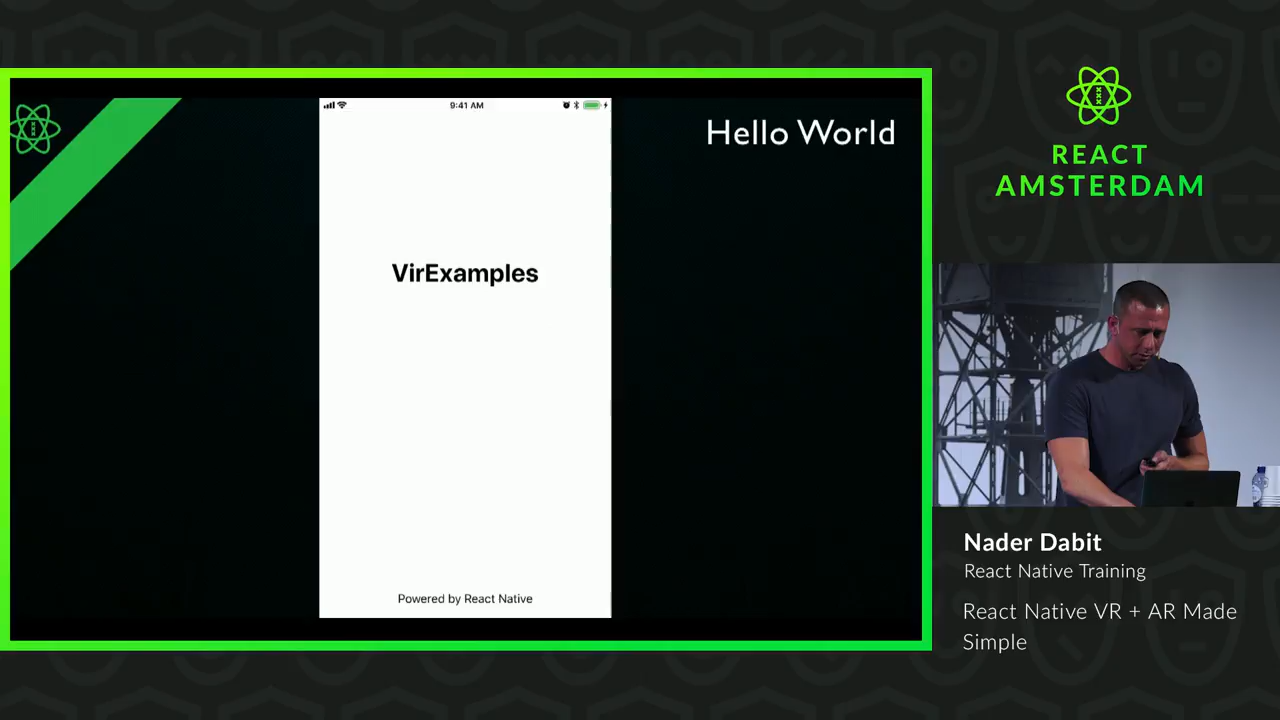 9:41 AM
Hello World
VirExamples
Powered by React Native
REACT
AMSTERDAM
Nader Dabit
React Native Training
React Native VR + AR Made
Simple